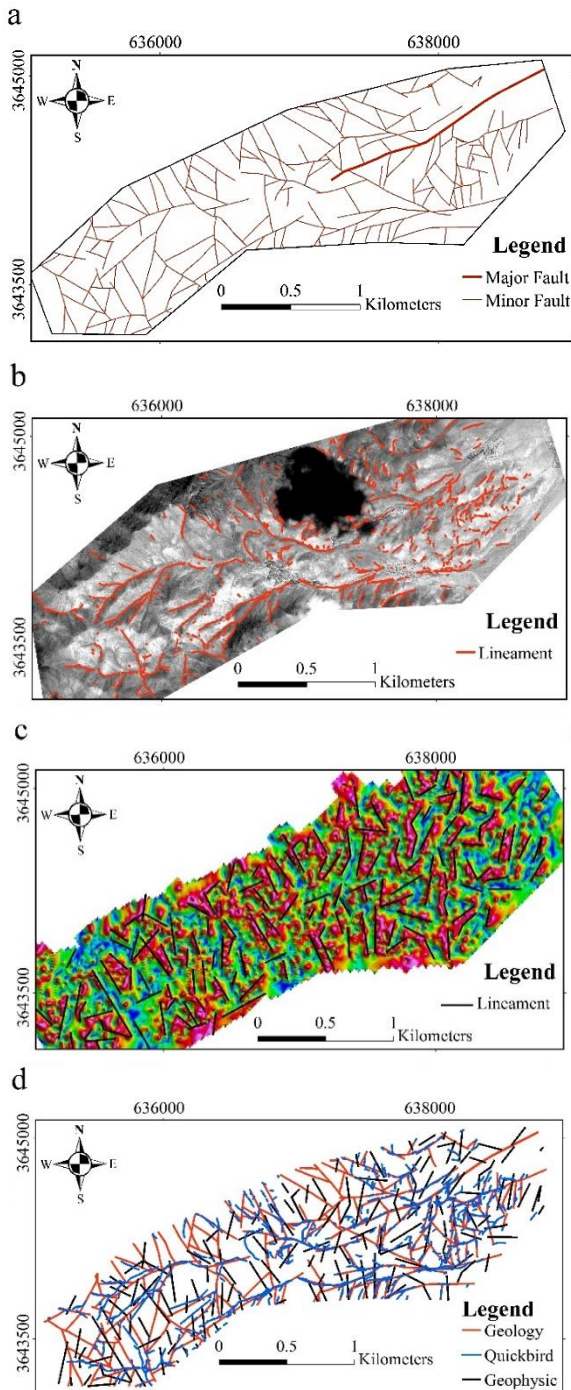 a
636000 638000
3645000
N
W E
S
3643500
Legend
Major Fault
Minor Fault
0 0.5 1
Kilometers
b
636000 638000
3645000
N
W E
S
3643500
Legend
Lineament
0 0.5 1
Kilometers
c
636000 638000
3645000
N
W E
S
3643500
Legend
Lineament
0 0.5 1
Kilometers
d
636000 638000
3645000
N
W E
S
3643500
Legend
Geology
Quickbird
Geophysic
0 0.5 1
Kilometers